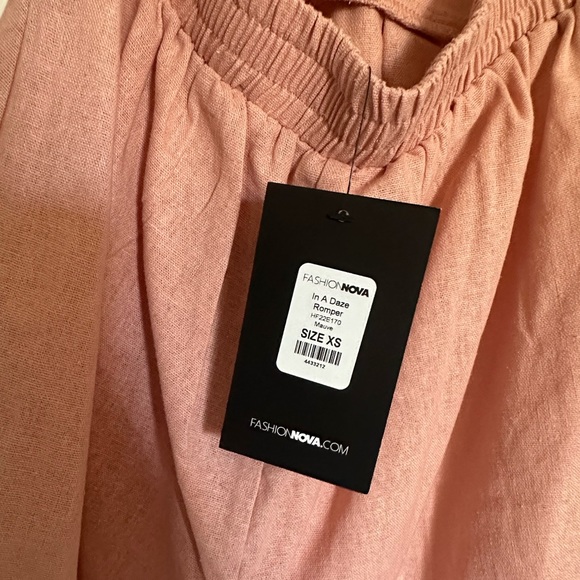 FASHIONNOVA
In A Daze
Romper
HF22E170
Mauve
SIZE XS
4433212
FASHIONNOVA.COM